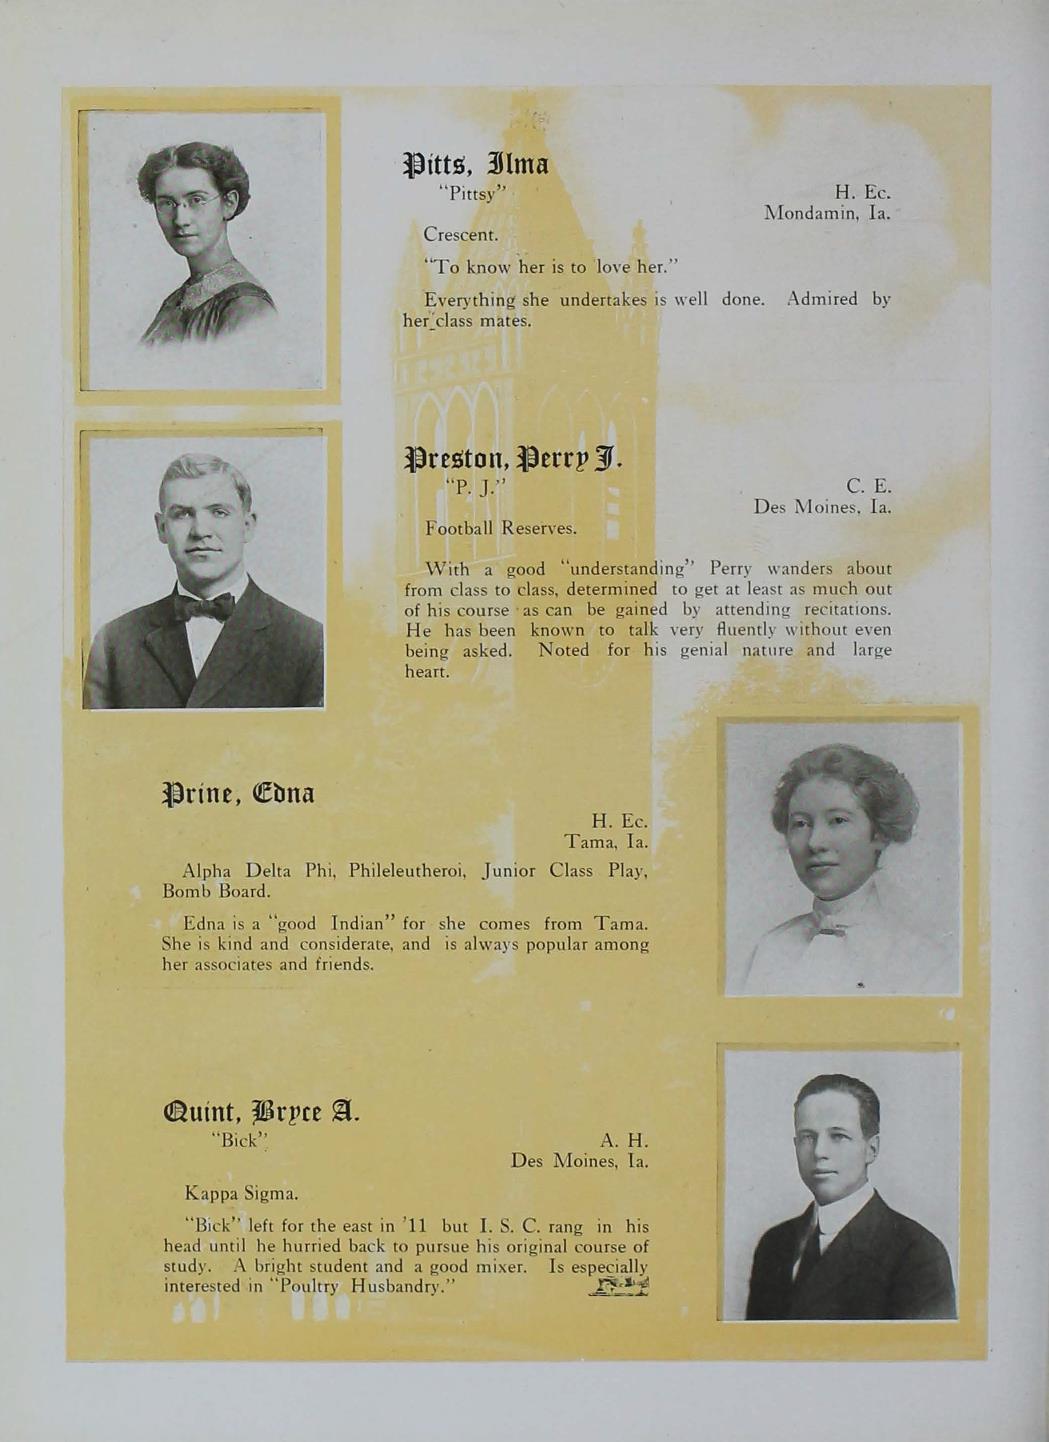 Pitts, Ilma
"Pittsy" H. Ec.
Mondamin, Ia.
Crescent.
"To know her is to love her."
Everything she undertakes is well done. Admired by
her class mates.
Preston, Perry J.
"P. J." C. E.
Des Moines, Ia.
Football Reserves.
With a good "understanding" Perry wanders about
from class to class, determined to get at least as much out
of his course as can be gained by attending recitations.
He has been known to talk very fluently without even
being asked. Noted for his genial nature and large
heart.
Prine, Edna
H. Ec.
Tama, Ia.
Alpha Delta Phi, Phileleutheroi, Junior Class Play,
Bomb Board.
Edna is a "good Indian" for she comes from Tama.
She is kind and considerate, and is always popular among
her associates and friends.
Quint, Bryce A.
"Bick" A. H.
Des Moines, Ia.
Kappa Sigma.
"Bick" left for the east in '11 but I. S. C. rang in his
head until he hurried back to pursue his original course of
study. A bright student and a good mixer. Is especially
interested in "Poultry Husbandry."